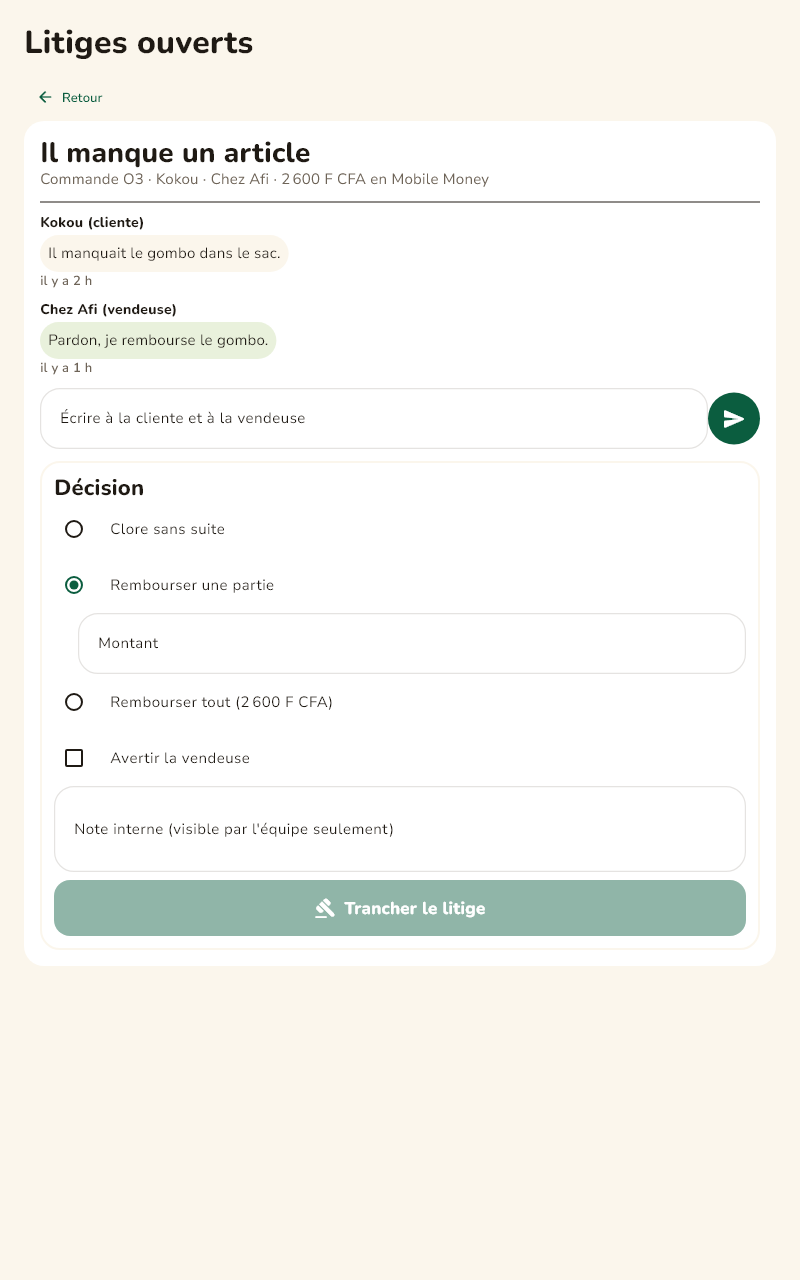 Litiges ouverts
Retour
Il manque un article
Commande O3 · Kokou · Chez Afi · 2 600 F CFA en Mobile Money
Kokou (cliente)
Il manquait le gombo dans le sac.
il y a 2 h
Chez Afi (vendeuse)
Pardon, je rembourse le gombo.
il y a 1 h
Écrire à la cliente et à la vendeuse
Décision
Clore sans suite
Rembourser une partie
Montant
Rembourser tout (2 600 F CFA)
Avertir la vendeuse
Note interne (visible par l'équipe seulement)
Trancher le litige